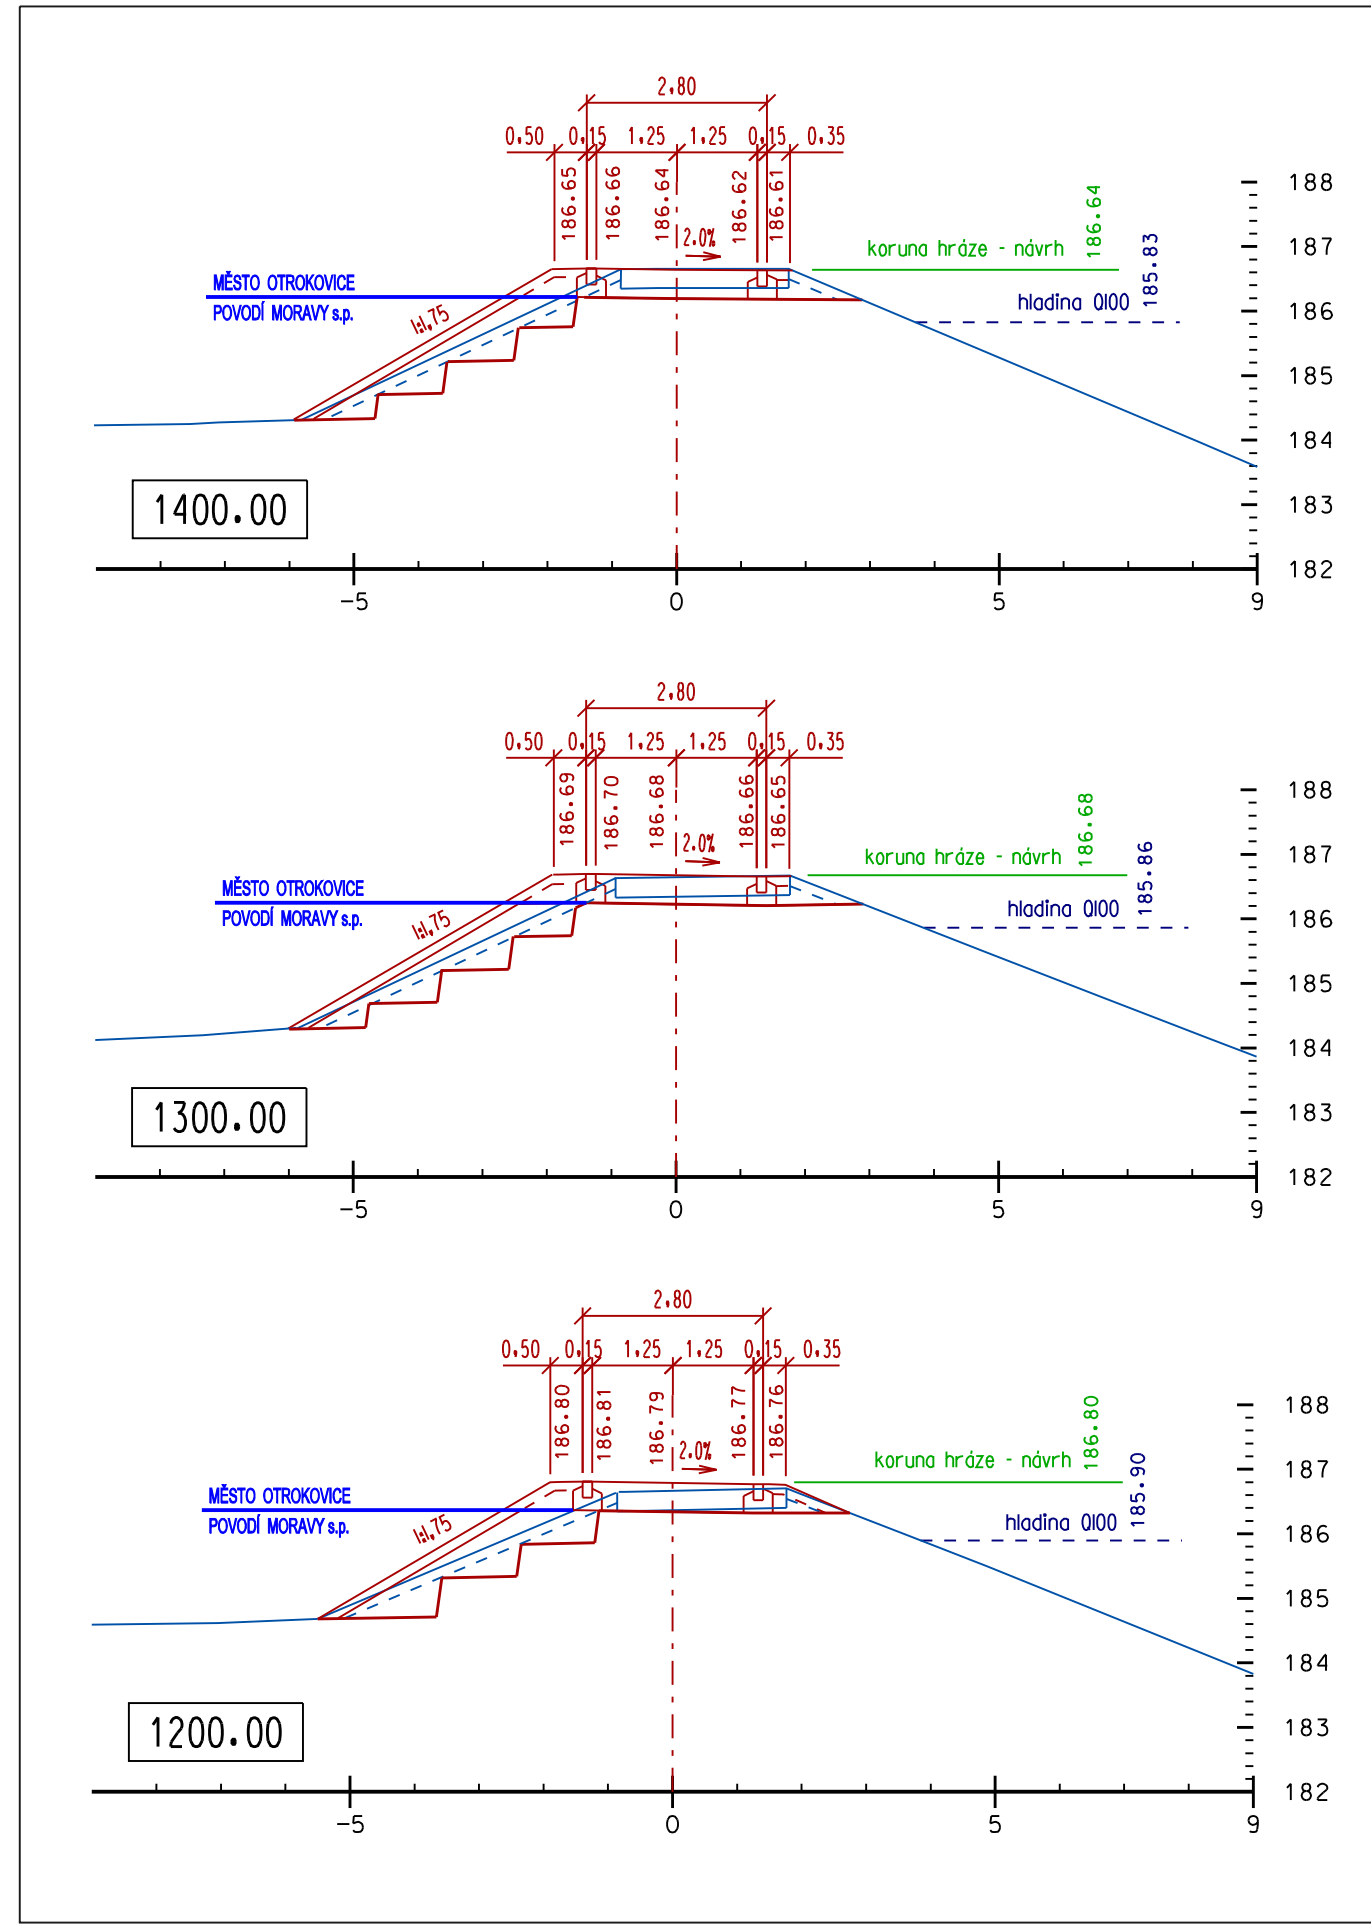 2.80
0.50 0.15 1.25 1.25 0.15 0.35
186.65 186.66 186.64 186.62 186.61
2.0%
186.64
koruna hráze - návrh
185.83
hladina Q100
MĚSTO OTROKOVICE
POVODÍ MORAVY s.p.
1:1,75
188
187
186
185
184
183
182
1400.00
-5 0 5 9
2.80
0.50 0.15 1.25 1.25 0.15 0.35
186.69 186.70 186.68 186.66 186.65
2.0%
186.68
koruna hráze - návrh
185.86
hladina Q100
MĚSTO OTROKOVICE
POVODÍ MORAVY s.p.
1:1,75
188
187
186
185
184
183
182
1300.00
-5 0 5 9
2.80
0.50 0.15 1.25 1.25 0.15 0.35
186.80 186.81 186.79 186.77 186.76
2.0%
186.80
koruna hráze - návrh
185.90
hladina Q100
MĚSTO OTROKOVICE
POVODÍ MORAVY s.p.
1:1,75
188
187
186
185
184
183
182
1200.00
-5 0 5 9